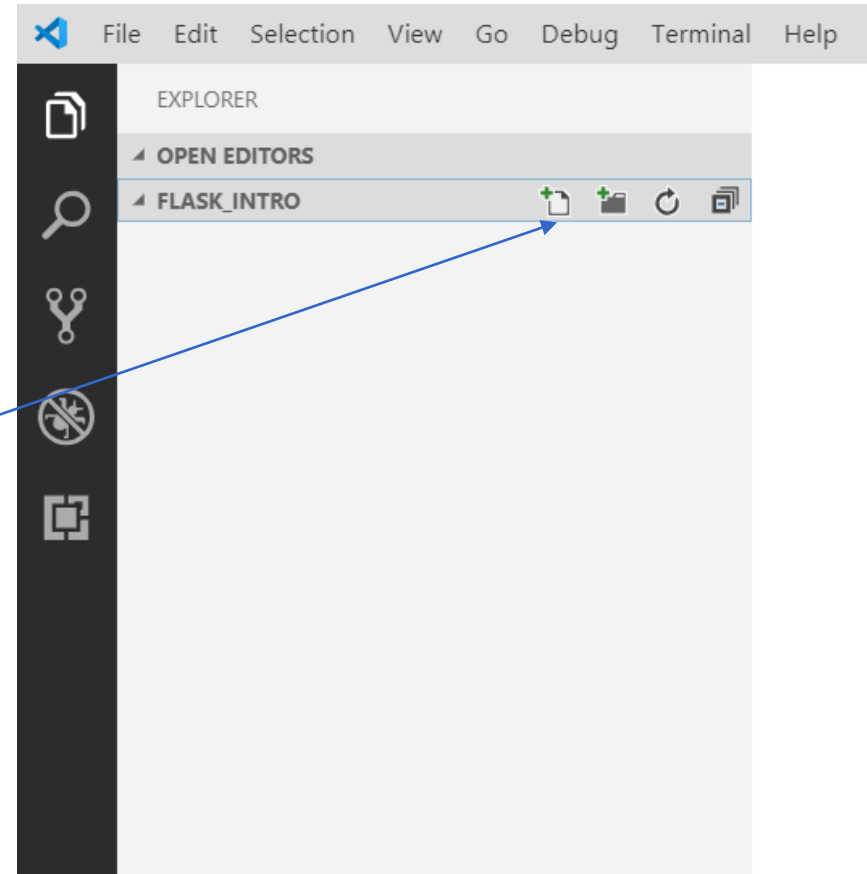 File Edit Selection View Go Debug Terminal Help
EXPLORER
OPEN EDITORS
FLASK_INTRO